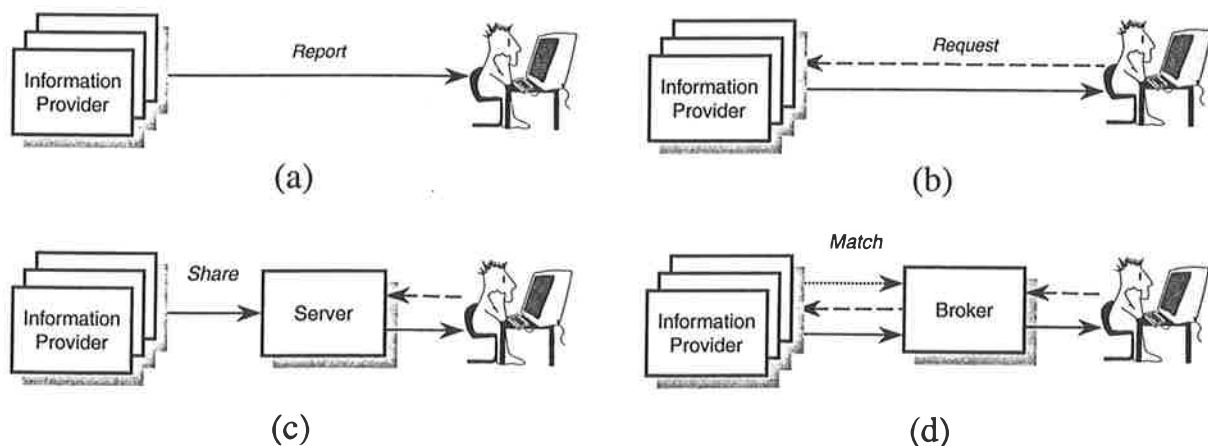 Report
Information
Provider
(a)
Request
Information
Provider
(b)
Share
Information
Provider
Server
(c)
Match
Information
Provider
Broker
(d)